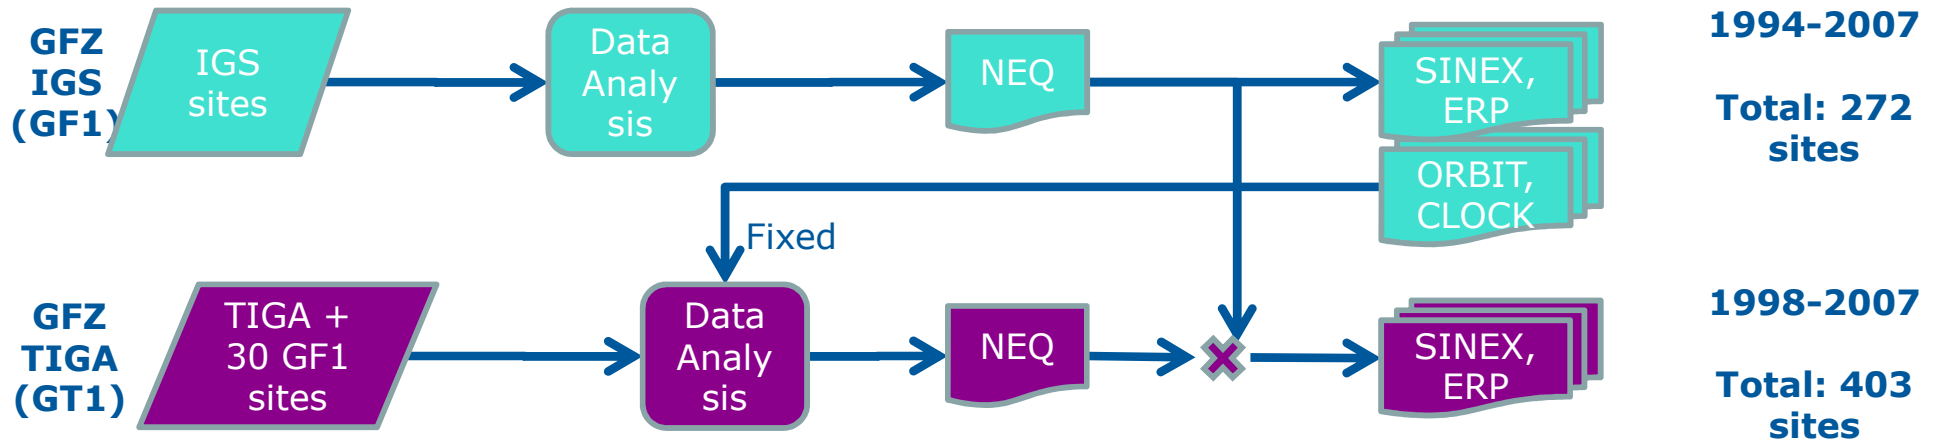 GFZ
IGS
(GF1)
IGS
sites
Data
Analy
sis
NEQ
SINEX,
ERP
1994-2007
Total: 272
sites
ORBIT,
CLOCK
Fixed
GFZ
TIGA
(GT1)
TIGA +
30 GF1
sites
Data
Analy
sis
NEQ
SINEX,
ERP
1998-2007
Total: 403
sites